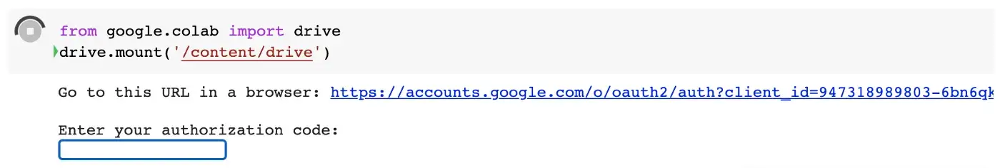 from google.colab import drive
drive.mount('/content/drive')
Go to this URL in a browser: https://accounts.google.com/o/oauth2/auth?client_id=947318989803-6bn6qk
Enter your authorization code: